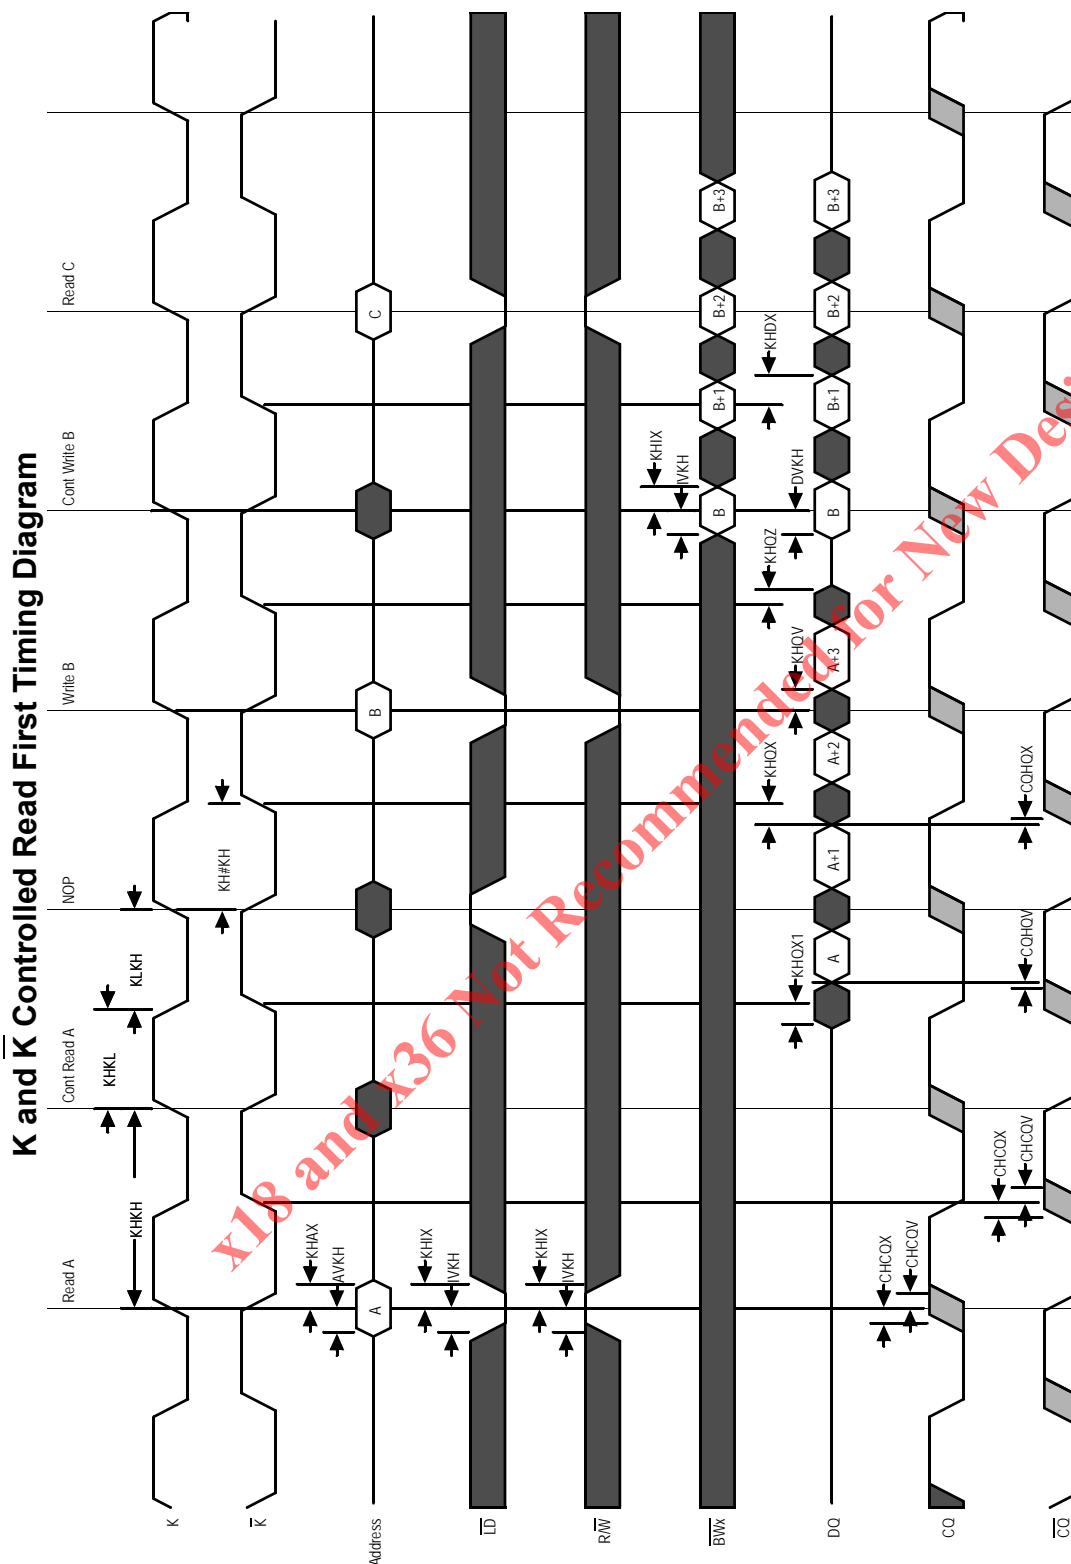 K and K Controlled Read First Timing Diagram
Read A
Cont Read A
NOP
Write B
Cont Write B
Read C
KHKH
KHKL
KLKH
KH#KH
K
K
Address
A
B
C
KHAX
AVKH
LD
KHIX
IVKH
R/W
KHIX
IVKH
BWx
B
B+1
B+2
B+3
KHIX
IVKH
DQ
A
A+1
A+2
A+3
B
B+1
B+2
B+3
KHQX1
KHQX
KHQV
KHQZ
DVKH
KHDX
CQ
CHCQX
CHCQV
CQ
CHCQX
CHCQV
CQHQV
CQHQX
x18 and x36 Not Recommended for New Desi